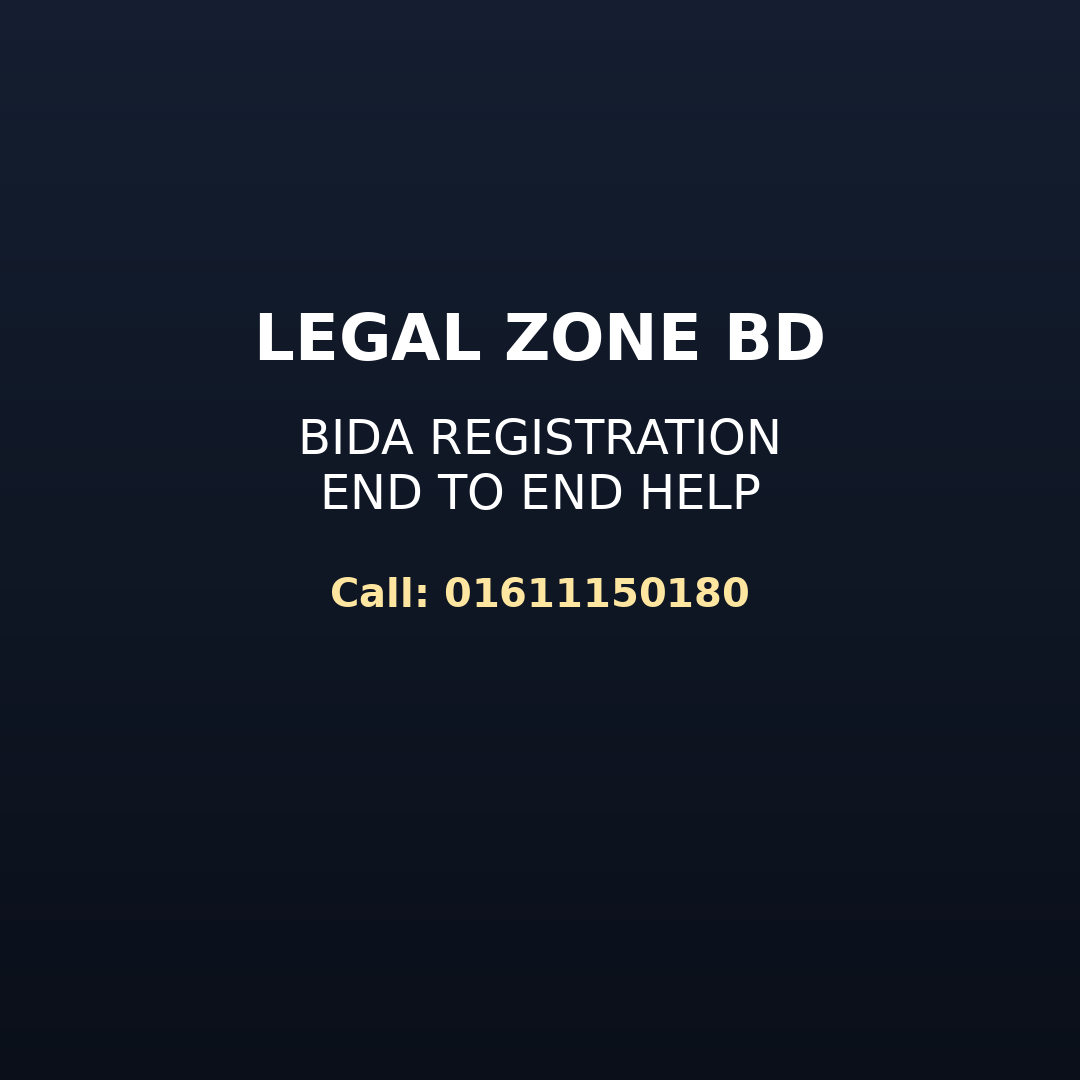 LEGAL ZONE BD
BIDA REGISTRATION
END TO END HELP
Call: 01611150180